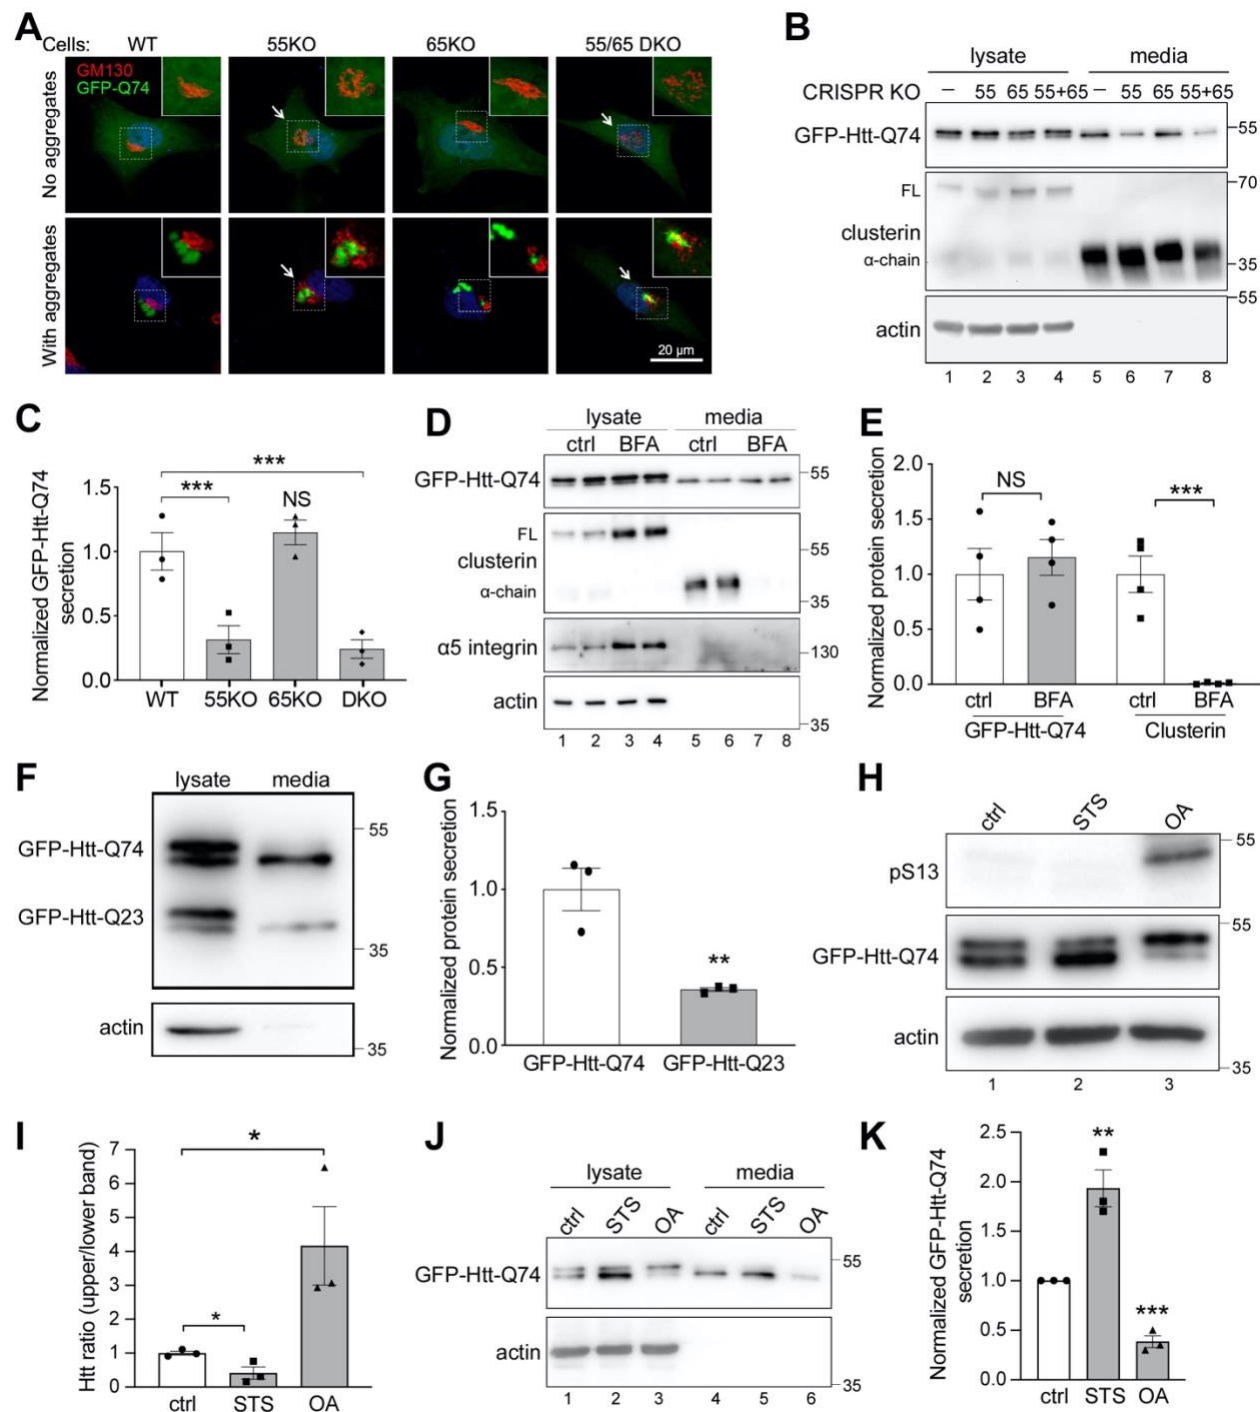 A
Cells: WT 55KO 65KO 55/65 DKO
GM130
GFP-Q74
No aggregates
With aggregates
20 µm
B
lysate media
CRISPR KO – 55 65 55+65 – 55 65 55+65
GFP-Htt-Q74
55
FL
70
clusterin
α-chain
35
55
actin
1 2 3 4 5 6 7 8
C
Normalized GFP-Htt-Q74
secretion
1.5
1.0
0.5
0.0
***
***
NS
WT 55KO 65KO DKO
D
lysate media
ctrl BFA ctrl BFA
GFP-Htt-Q74
55
FL
clusterin
55
α-chain
35
α5 integrin
130
actin
35
1 2 3 4 5 6 7 8
E
Normalized protein secretion
2.0
1.5
1.0
0.5
0.0
NS
***
ctrl BFA ctrl BFA
GFP-Htt-Q74 Clusterin
F
lysate media
55
GFP-Htt-Q74
GFP-Htt-Q23
35
actin
35
G
Normalized protein secretion
1.5
1.0
0.5
0.0
**
GFP-Htt-Q74 GFP-Htt-Q23
H
ctrl STS OA
pS13
55
GFP-Htt-Q74
55
actin
35
1 2 3
I
Htt ratio (upper/lower band)
7
6
5
4
3
2
1
0
*
*
ctrl STS OA
J
lysate media
ctrl STS OA ctrl STS OA
GFP-Htt-Q74
55
actin
35
1 2 3 4 5 6
K
Normalized GFP-Htt-Q74
secretion
2.5
2.0
1.5
1.0
0.5
0.0
**
***
ctrl STS OA